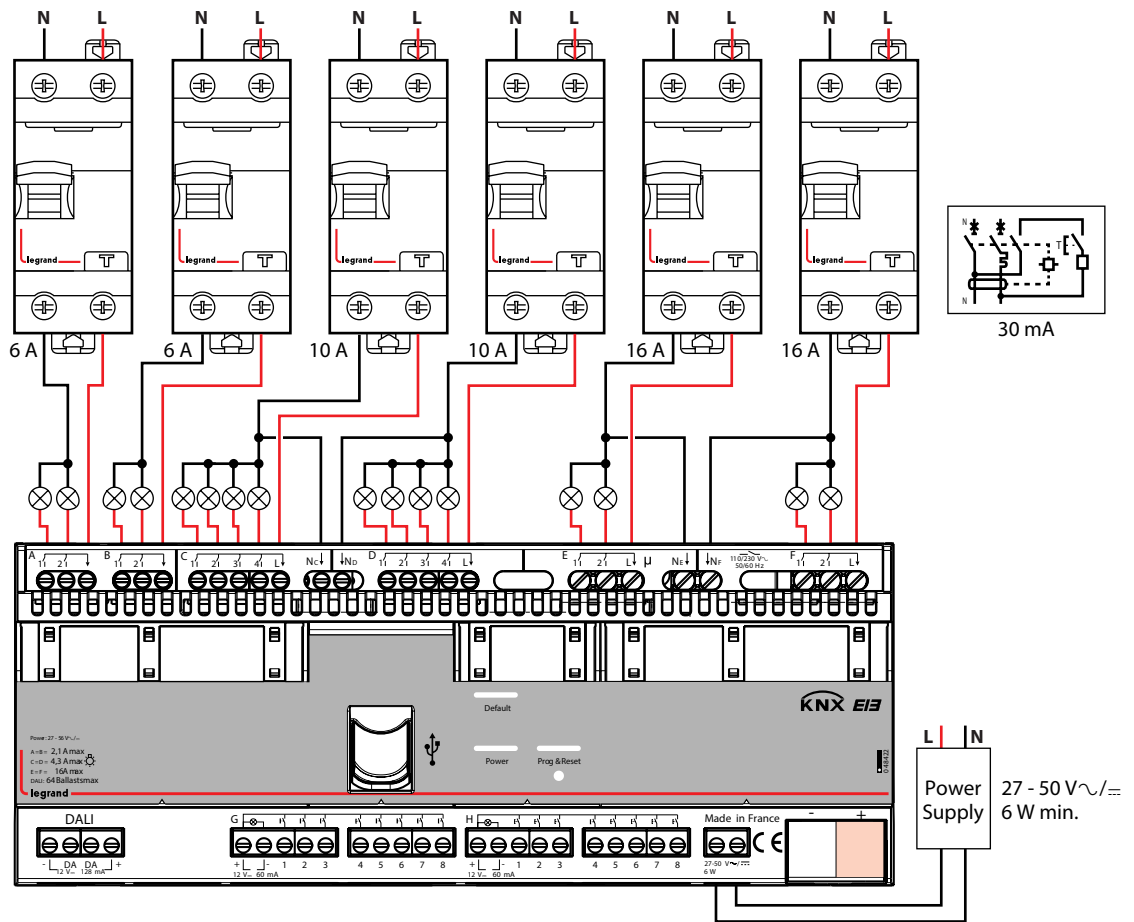 N L N L N L N L N L N L
legrand T legrand T legrand T legrand T legrand T legrand T
N T
N
30 mA
6 A 6 A 10 A 10 A 16 A 16 A
A B C NC ND D E µ NE NF 110/230 V~ F
50/60 Hz
1 2 1 2 1 2 3 4 L 1 2 3 4 L 1 2 L 1 2
KNX EIB
Default
Power: 27 - 56 V~/⎓
A = B = 2,1 A max
C = D = 4,3 A max
E = F = 16A max
DALI: 64 Ballasts max
Power Prog & Reset
048422
legrand
L N
Power
Supply
27 - 50 V~/⎓
6 W min.
DALI G H Made in France CE - +
- DA DA + + - 1 2 3 4 5 6 7 8 + - 1 2 3 4 5 6 7 8 27-50 V~/⎓
12 V⎓ 128 mA 12 V⎓ 60 mA 12 V⎓ 60 mA 6 W